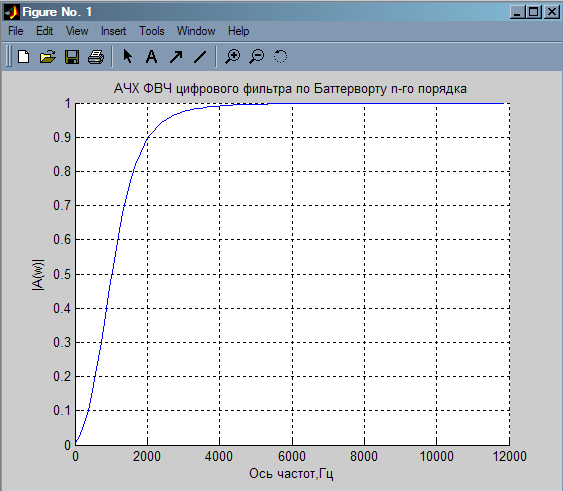 Figure No. 1
File Edit View Insert Tools Window Help
A
АЧХ ФВЧ цифрового фильтра по Баттерворту n-го порядка
1
0.9
0.8
0.7
0.6
0.5
0.4
0.3
0.2
0.1
0
|A(w)|
0 2000 4000 6000 8000 10000 12000
Ось частот,Гц